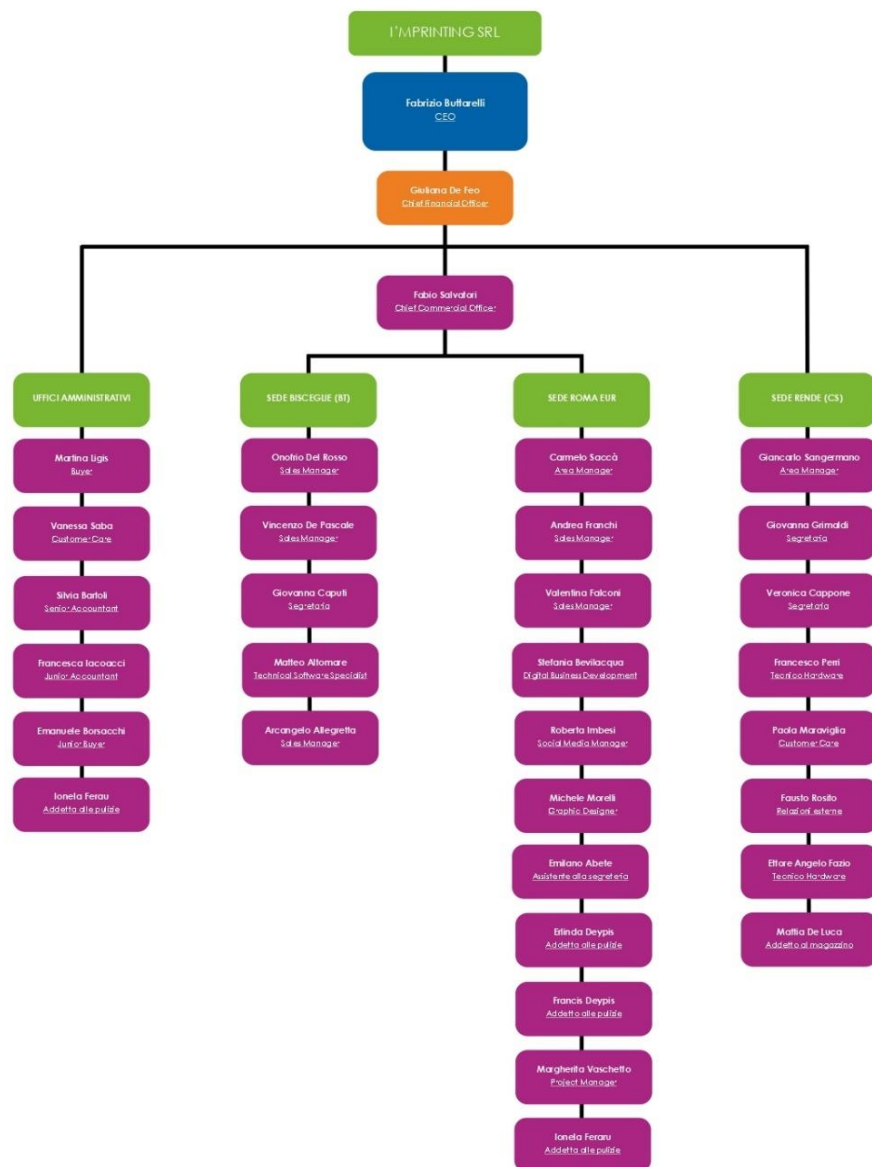 I'MPRINTING SRL
Fabrizio Buttarelli
CEO
Giuliana De Feo
Chief Financial Officer
Fabio Salvatori
Chief Commercial Officer
UFFICI AMMINISTRATIVI
Martina Ligis
Buyer
Vanessa Saba
Customer Care
Silvia Bartoli
Senior Accountant
Francesca Iacoacci
Junior Accountant
Emanuele Borsacchi
Junior Buyer
Ionela Ferau
Addetta alle pulizie
SEDE BISCEGUE (BT)
Onofrio Del Rosso
Sales Manager
Vincenzo De Pascale
Sales Manager
Giovanna Caputi
Segretaria
Matteo Altomare
Technical Software Specialist
Arcangelo Allegretta
Sales Manager
SEDE ROMA EUR
Carmelo Saccà
Area Manager
Andrea Franchi
Sales Manager
Valentina Falconi
Sales Manager
Stefania Bevilacqua
Digital Business Development
Roberta Imbesi
Social Media Manager
Michele Morelli
Graphic Designer
Emiliano Abete
Assistente alla segreteria
Erlinda Deypis
Addetta alle pulizie
Francis Deypis
Addetto alle pulizie
Margherita Vaschetto
Project Manager
Ionela Feraru
Addetta alle pulizie
SEDE RENDE (CS)
Giancarlo Sangermano
Area Manager
Giovanna Grimaldi
Segretaria
Veronica Cappone
Segretaria
Francesco Perri
Tecnico Hardware
Paola Maraviglia
Customer Care
Fausto Rosito
Relazioni esterne
Ettore Angelo Fazio
Tecnico Hardware
Mattia De Luca
Addetto al magazzino